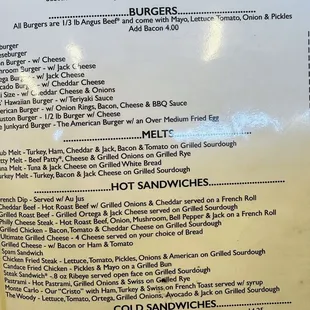 BURGERS
All Burgers are 1/3 lb Angus Beef* and come with Mayo, Lettuce, Tomato, Onion & Pickles
Add Bacon 4.00
Burger - w/ Cheese
Burger - w/ Jack Cheese
Burger - w/ Jack Cheese
Burger - w/ Cheddar Cheese
Size - w/ Cheddar Cheese & Onions
Hawaiian Burger - w/ Teriyaki Sauce
Burger - w/ Onion Rings, Bacon, Cheese & BBQ Sauce
Burger - 1/2 lb Burger w/ Cheese
Junkyard Burger - The American Burger w/ an Over Medium Fried Egg
MELTS
Melt - Turkey, Ham, Cheddar & Jack, Bacon & Tomato on Grilled Sourdough
Melt - Beef Patty*, Cheese & Grilled Onions on Grilled Rye
Melt - Tuna & Jack Cheese on Grilled White Bread
Turkey Melt - Turkey, Bacon & Jack Cheese on Grilled Sourdough
HOT SANDWICHES
French Dip - Served w/ Au Jus
Cheddar Beef - Hot Roast Beef w/ Grilled Onions & Cheddar on a French Roll
Grilled Roast Beef - Grilled Ortega & Jack Cheese served on Grilled Sourdough
Philly Cheese Steak - Hot Roast Beef, Onion, Mushroom, Bell Pepper & Jack on a French Roll
Grilled Chicken - Bacon, Tomato & Cheddar Cheese on Grilled Sourdough
Ultimate Grilled Cheese - 4 Cheese served on your choice of Bread
Grilled Cheese - w/ Bacon or Ham & Tomato
Spam Sandwich
Chicken Fried Steak - Lettuce, Tomato, Pickles, Onions & American on Grilled Sourdough
Candace Fried Chicken - Pickles & Mayo on a Grilled Bun
Steak Sandwich* - 8 oz Ribeye served open face on Grilled Sourdough
Pastrami - Hot Pastrami, Grilled Onions & Swiss on Grilled Rye
Monte Carlo - Our "Cristo" with Ham, Turkey & Swiss, on French Toast served w/ syrup
The Woody - Lettuce, Tomato, Ortega, Grilled Onions, Avocado & Jack on Grilled Sourdough
COLD SANDWICHES